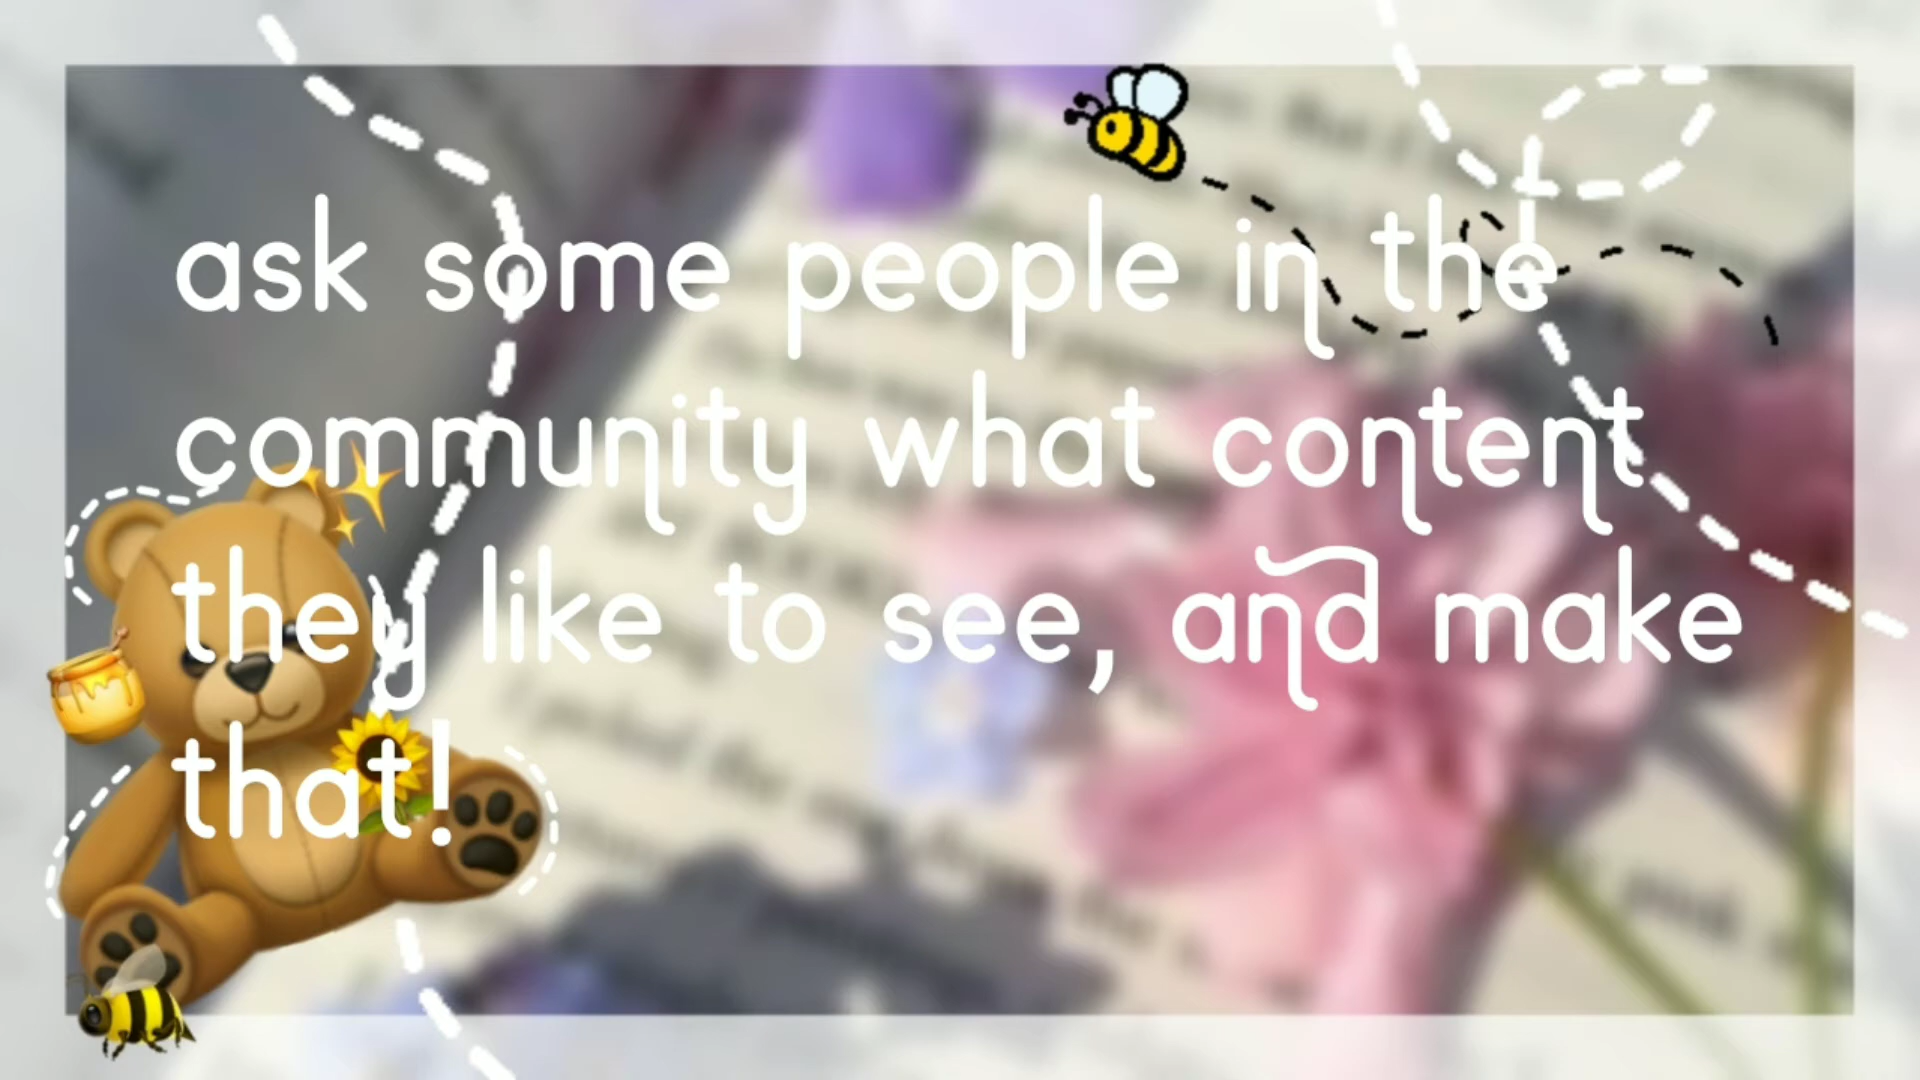 ask some people in the
community what content
they like to see, and make
that!